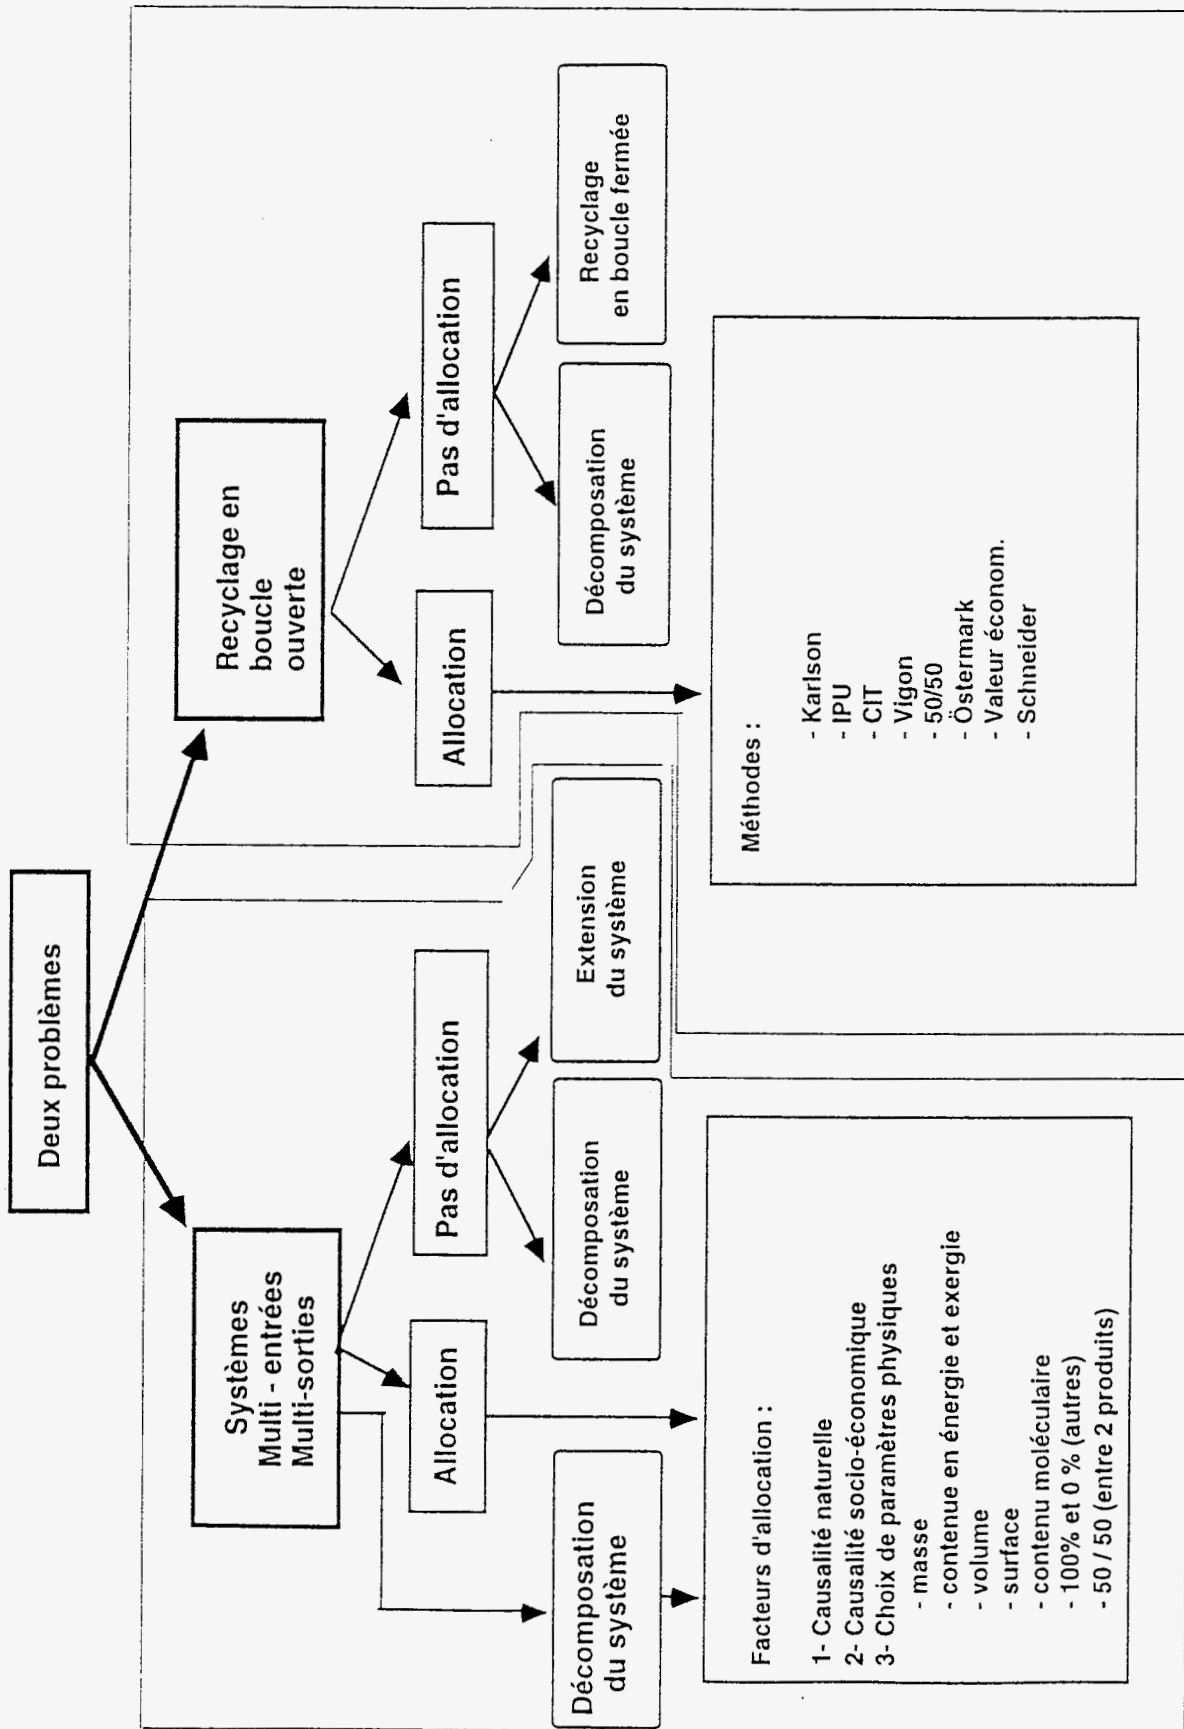 Deux problèmes
Systèmes
Multi - entrées
Multi-sorties
Recyclage en
boucle
ouverte
Allocation
Pas d'allocation
Allocation
Pas d'allocation
Décomposation
du système
Décomposation
du système
Extension
du système
Décomposation
du système
Recyclage
en boucle fermée
Facteurs d'allocation :
1- Causalité naturelle
2- Causalité socio-économique
3- Choix de paramètres physiques
- masse
- contenue en énergie et exergie
- volume
- surface
- contenu moléculaire
- 100% et 0 % (autres)
- 50 / 50 (entre 2 produits)
Méthodes :
- Karlson
- IPU
- CIT
- Vigon
- 50/50
- Östermark
- Valeur économ.
- Schneider